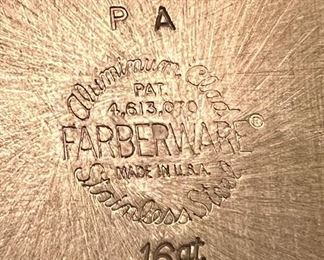 P A
Aluminum Clad
PAT.
4,613,070
FARBERWARE®
MADE IN U.S.A.
Stainless Steel
16qt